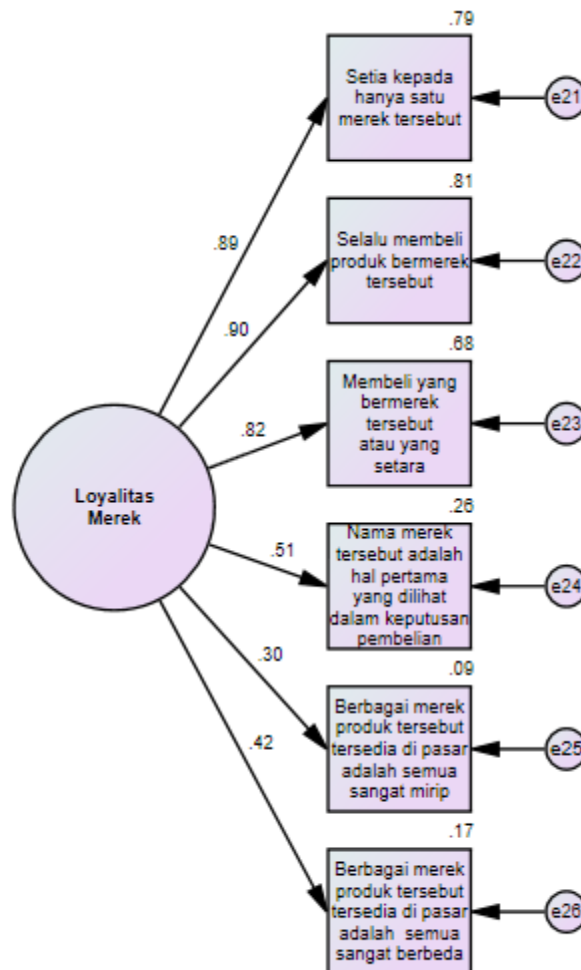 .79
Setia kepada
hanya satu
merek tersebut
e21
.89
.81
Selalu membeli
produk bermerek
tersebut
e22
.90
.68
Membeli yang
bermerek
tersebut
atau yang
setara
e23
.82
Loyalitas
Merek
.26
Nama merek
tersebut adalah
hal pertama
yang dilihat
dalam keputusan
pembelian
e24
.51
.09
Berbagai merek
produk tersebut
tersedia di pasar
adalah semua
sangat mirip
e25
.30
.17
Berbagai merek
produk tersebut
tersedia di pasar
adalah semua
sangat berbeda
e26
.42